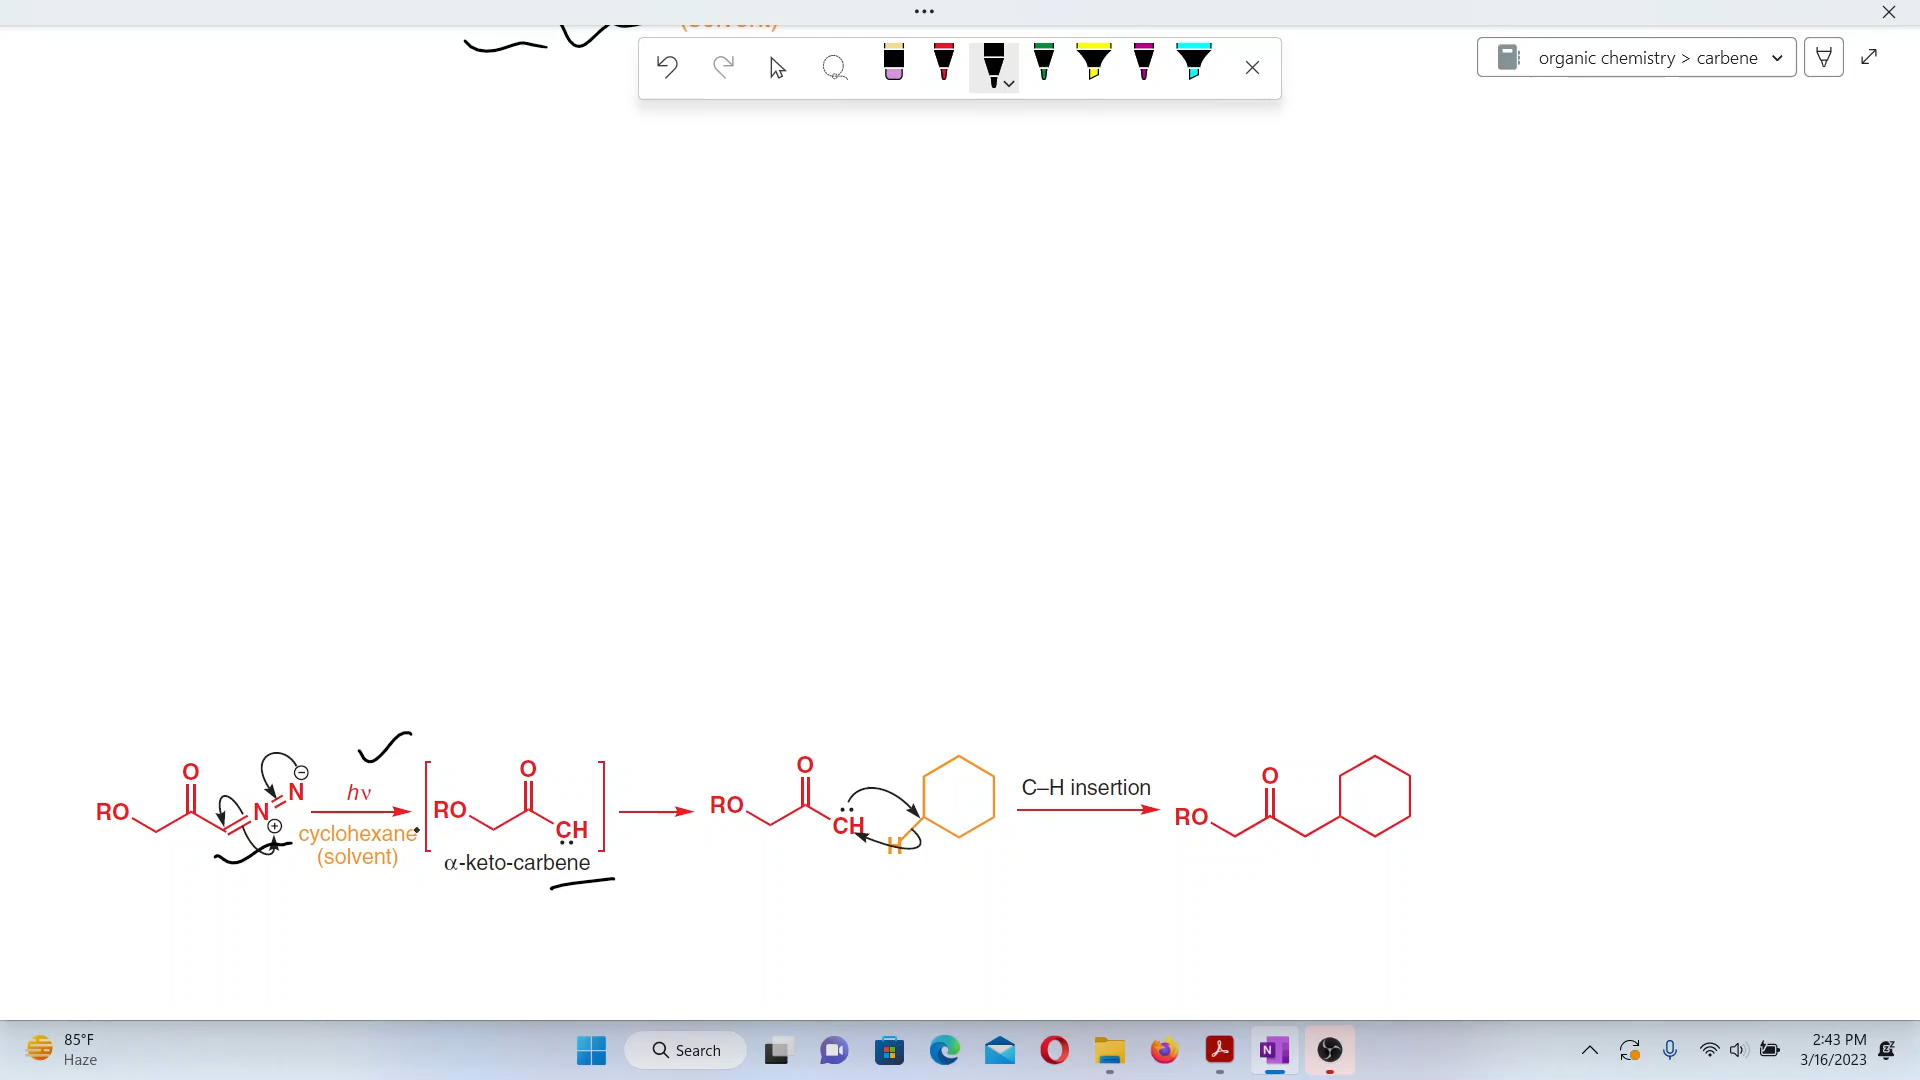 (solvent)
organic chemistry > carbene
O
RO
N
+
N
−
hν
cyclohexane
(solvent)
O
RO
CH
α-keto-carbene
O
RO
CH
H
C–H insertion
O
RO
85°F
Haze
Search
2:43 PM
3/16/2023